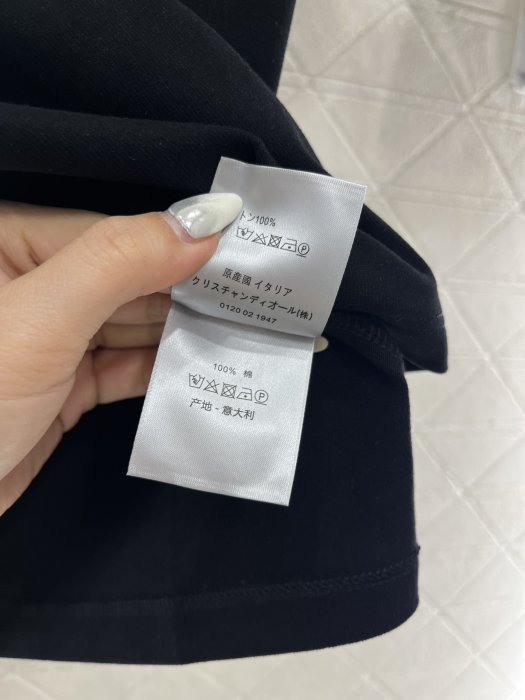 トン100%
原産國 イタリア
クリスチャンディオール(株)
0120 02 1947
100% 棉
产地 - 意大利